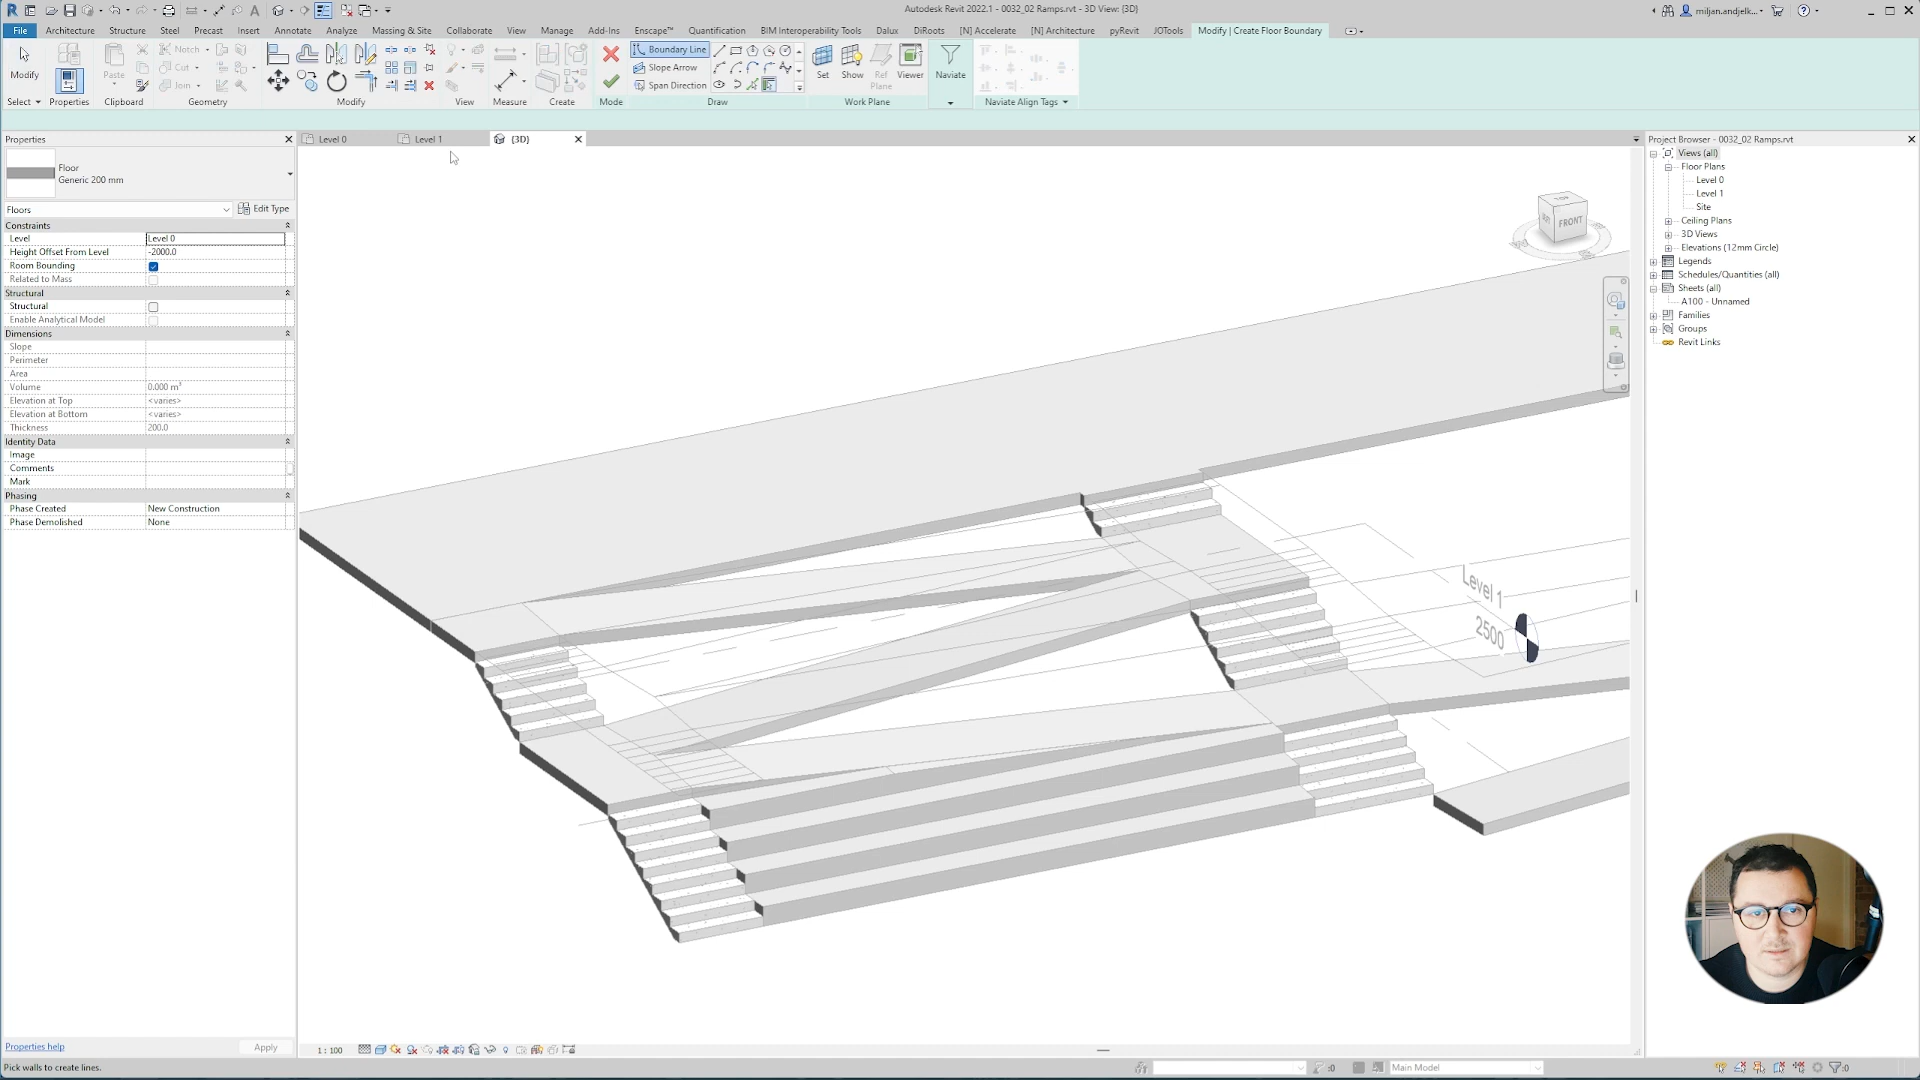 Autodesk Revit 2022.1 - 0032_02 Ramps.rvt - 3D View: {3D}
miljan.andjelk...
File Architecture Structure Steel Precast Insert Annotate Analyze Massing & Site Collaborate View Manage Add-Ins Enscape™ Quantification BIM Interoperability Tools Dalux DiRoots [N] Accelerate [N] Architecture pyRevit JOTools Modify | Create Floor Boundary
Modify
Paste
Notch
Cut
Join
Boundary Line
Slope Arrow
Span Direction
Set
Show
Ref
Plane
Viewer
Naviate
Select Properties Clipboard Geometry Modify View Measure Create Mode Draw Work Plane Naviate Align Tags
Properties
Level 0
Level 1
{3D}
Floor
Generic 200 mm
Floors
Edit Type
Constraints
Level Level 0
Height Offset From Level -2000.0
Room Bounding
Related to Mass
Structural
Structural
Enable Analytical Model
Dimensions
Slope
Perimeter
Area
Volume 0.000 m³
Elevation at Top <varies>
Elevation at Bottom <varies>
Thickness 200.0
Identity Data
Image
Comments
Mark
Phasing
Phase Created New Construction
Phase Demolished None
Properties help
Apply
TOP
FRONT
Level 1
2500
Project Browser - 0032_02 Ramps.rvt
Views (all)
Floor Plans
Level 0
Level 1
Site
Ceiling Plans
3D Views
Elevations (12mm Circle)
Legends
Schedules/Quantities (all)
Sheets (all)
A100 - Unnamed
Families
Groups
Revit Links
1 : 100
Pick walls to create lines.
:0
Main Model
:0